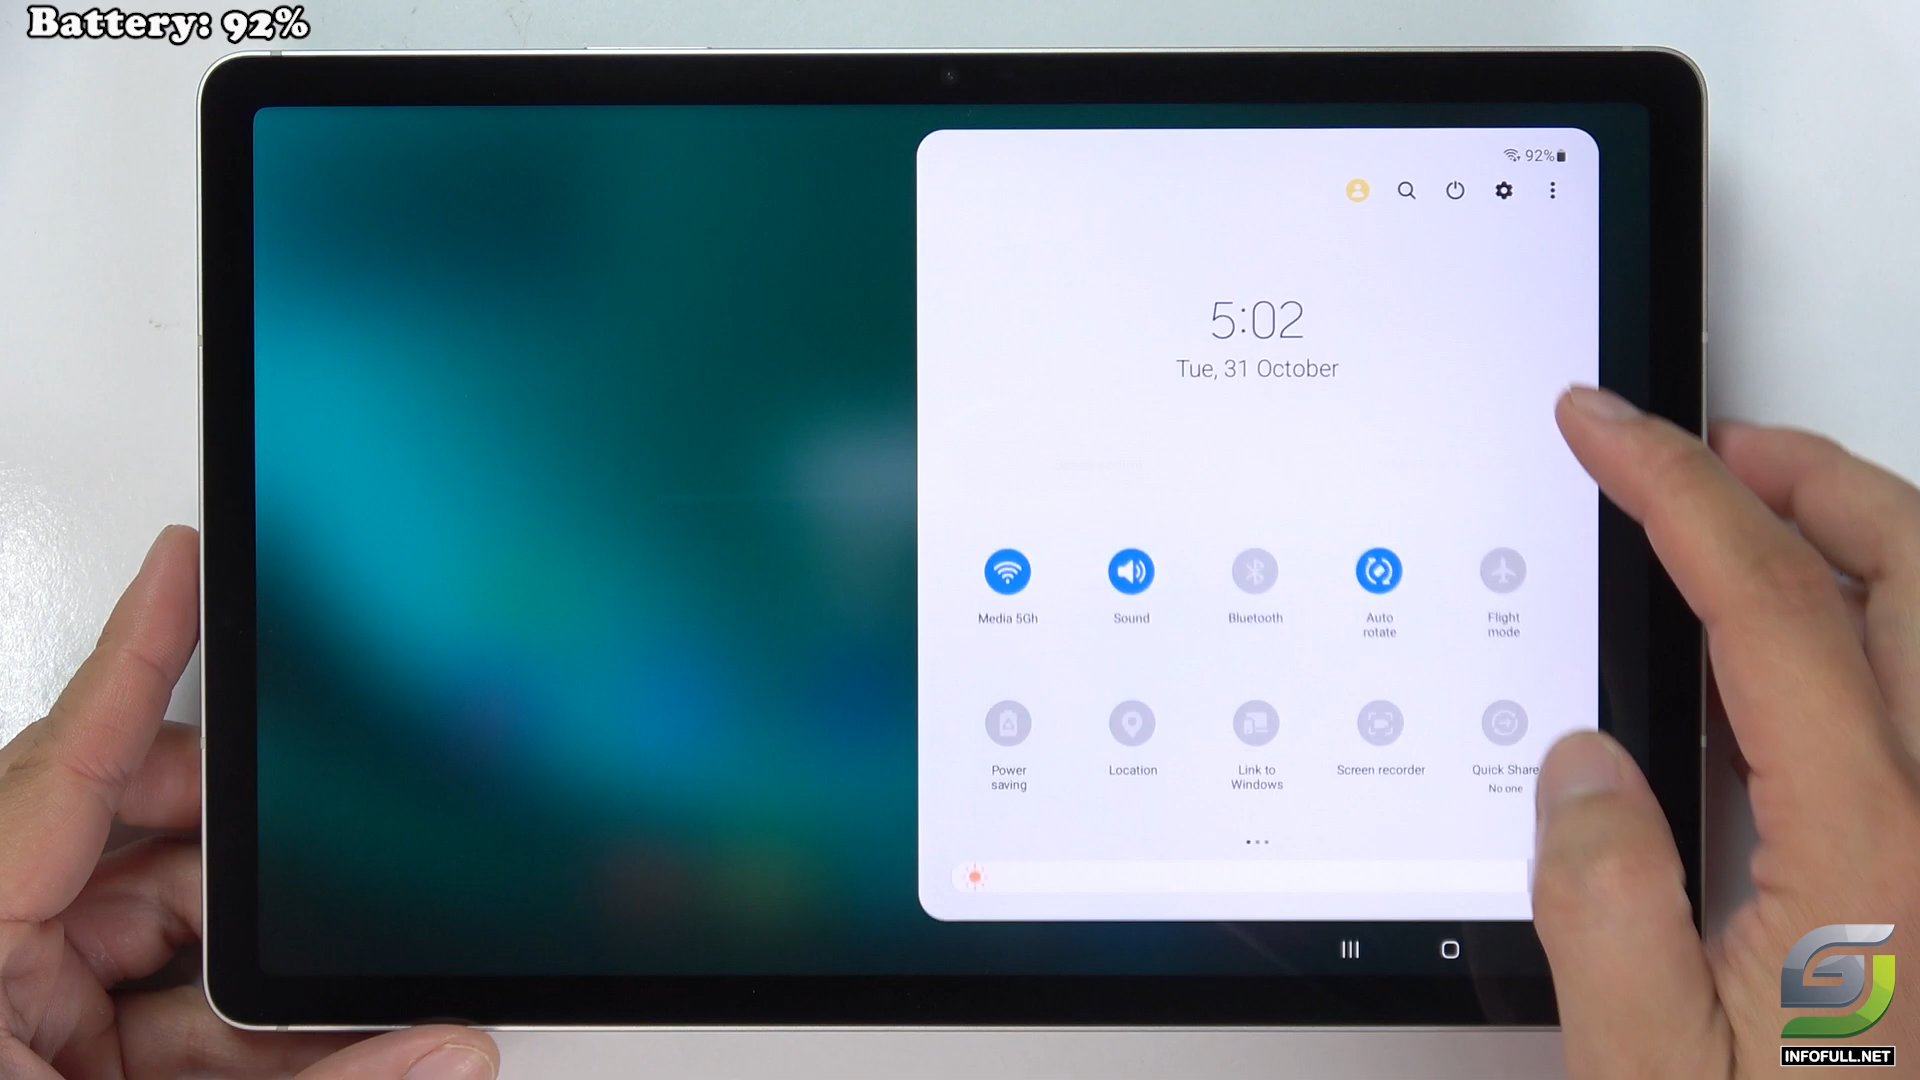 Battery: 92%
92%
5:02
Tue, 31 October
Media 5Gh
Sound
Bluetooth
Auto
rotate
Flight
mode
Power
saving
Location
Link to
Windows
Screen recorder
Quick Share
No one
INFOFULL.NET